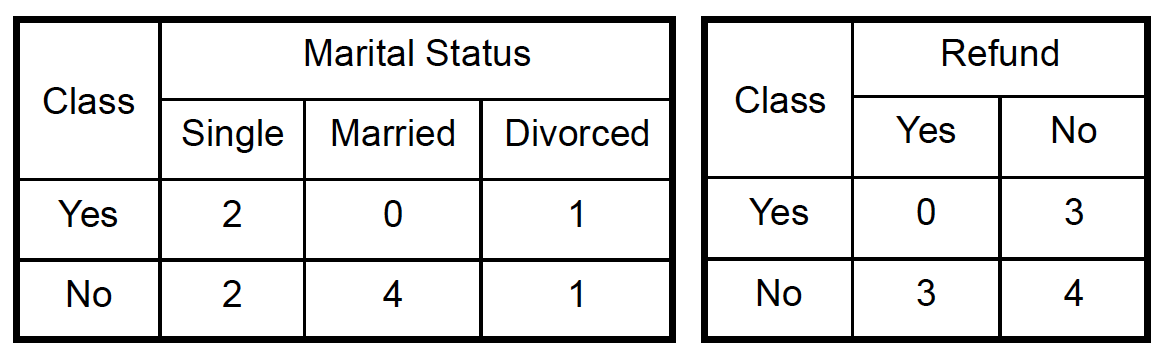 Class Marital Status
Single Married Divorced
Yes 2 0 1
No 2 4 1
Class Refund
Yes No
Yes 0 3
No 3 4